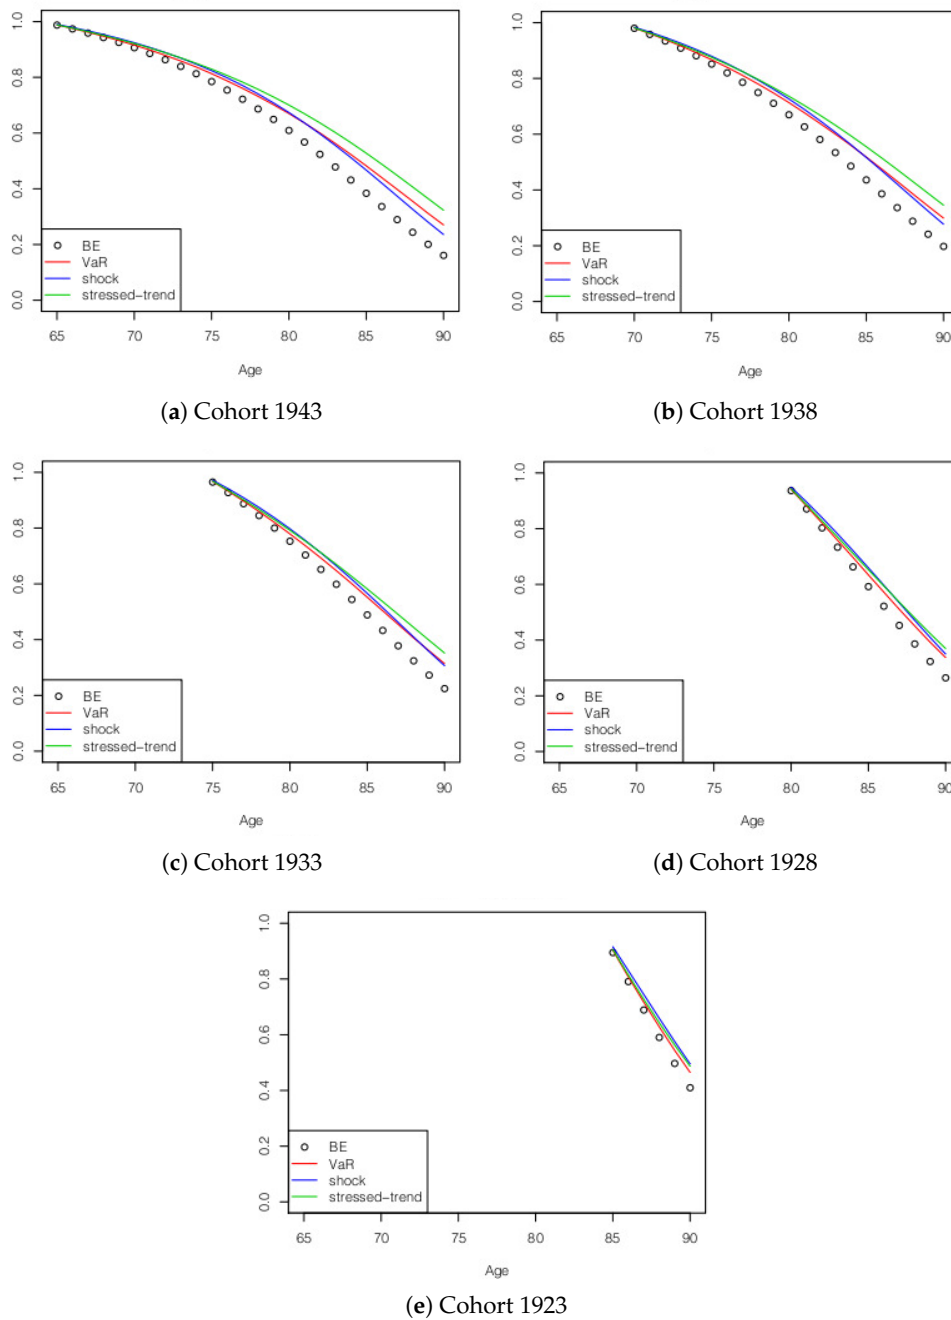 1.0
0.8
0.6
0.4
0.2
0.0
BE
VaR
shock
stressed-trend
65 70 75 80 85 90
Age
(a) Cohort 1943
1.0
0.8
0.6
0.4
0.2
0.0
BE
VaR
shock
stressed-trend
65 70 75 80 85 90
Age
(b) Cohort 1938
1.0
0.8
0.6
0.4
0.2
0.0
BE
VaR
shock
stressed-trend
65 70 75 80 85 90
Age
(c) Cohort 1933
1.0
0.8
0.6
0.4
0.2
0.0
BE
VaR
shock
stressed-trend
65 70 75 80 85 90
Age
(d) Cohort 1928
1.0
0.8
0.6
0.4
0.2
0.0
BE
VaR
shock
stressed-trend
65 70 75 80 85 90
Age
(e) Cohort 1923